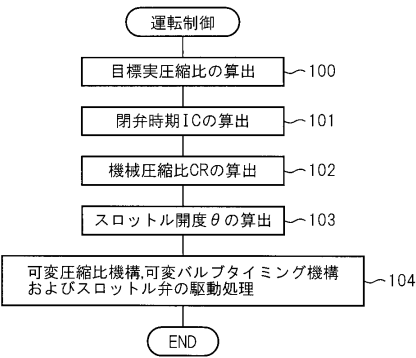 運転制御
目標実圧縮比の算出
100
閉弁時期ICの算出
101
機械圧縮比CRの算出
102
スロットル開度θの算出
103
可変圧縮比機構,可変バルブタイミング機構
およびスロットル弁の駆動処理
104
END